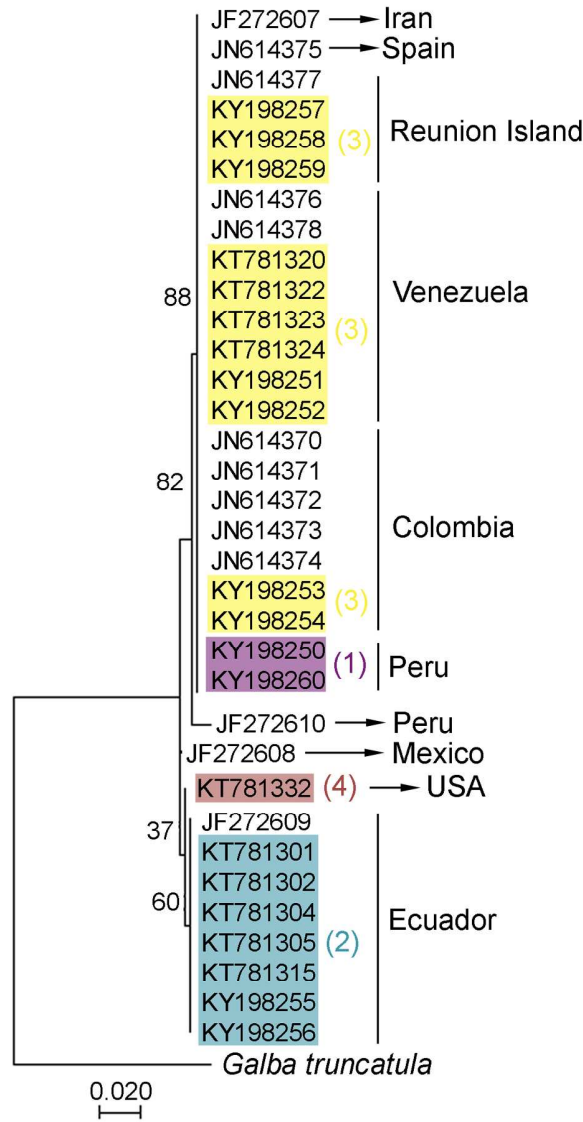 JF272607 Iran
JN614375 Spain
JN614377
KY198257
KY198258 (3) Reunion Island
KY198259
JN614376
JN614378
KT781320
KT781322
88 Venezuela
KT781323 (3)
KT781324
KY198251
KY198252
JN614370
JN614371
82 JN614372
JN614373 Colombia
JN614374
KY198253 (3)
KY198254
KY198250 (1) Peru
KY198260
JF272610 Peru
JF272608 Mexico
KT781332 (4) USA
37 JF272609
KT781301
KT781302
60 KT781304
KT781305 (2) Ecuador
KT781315
KY198255
KY198256
Galba truncatula
0.020